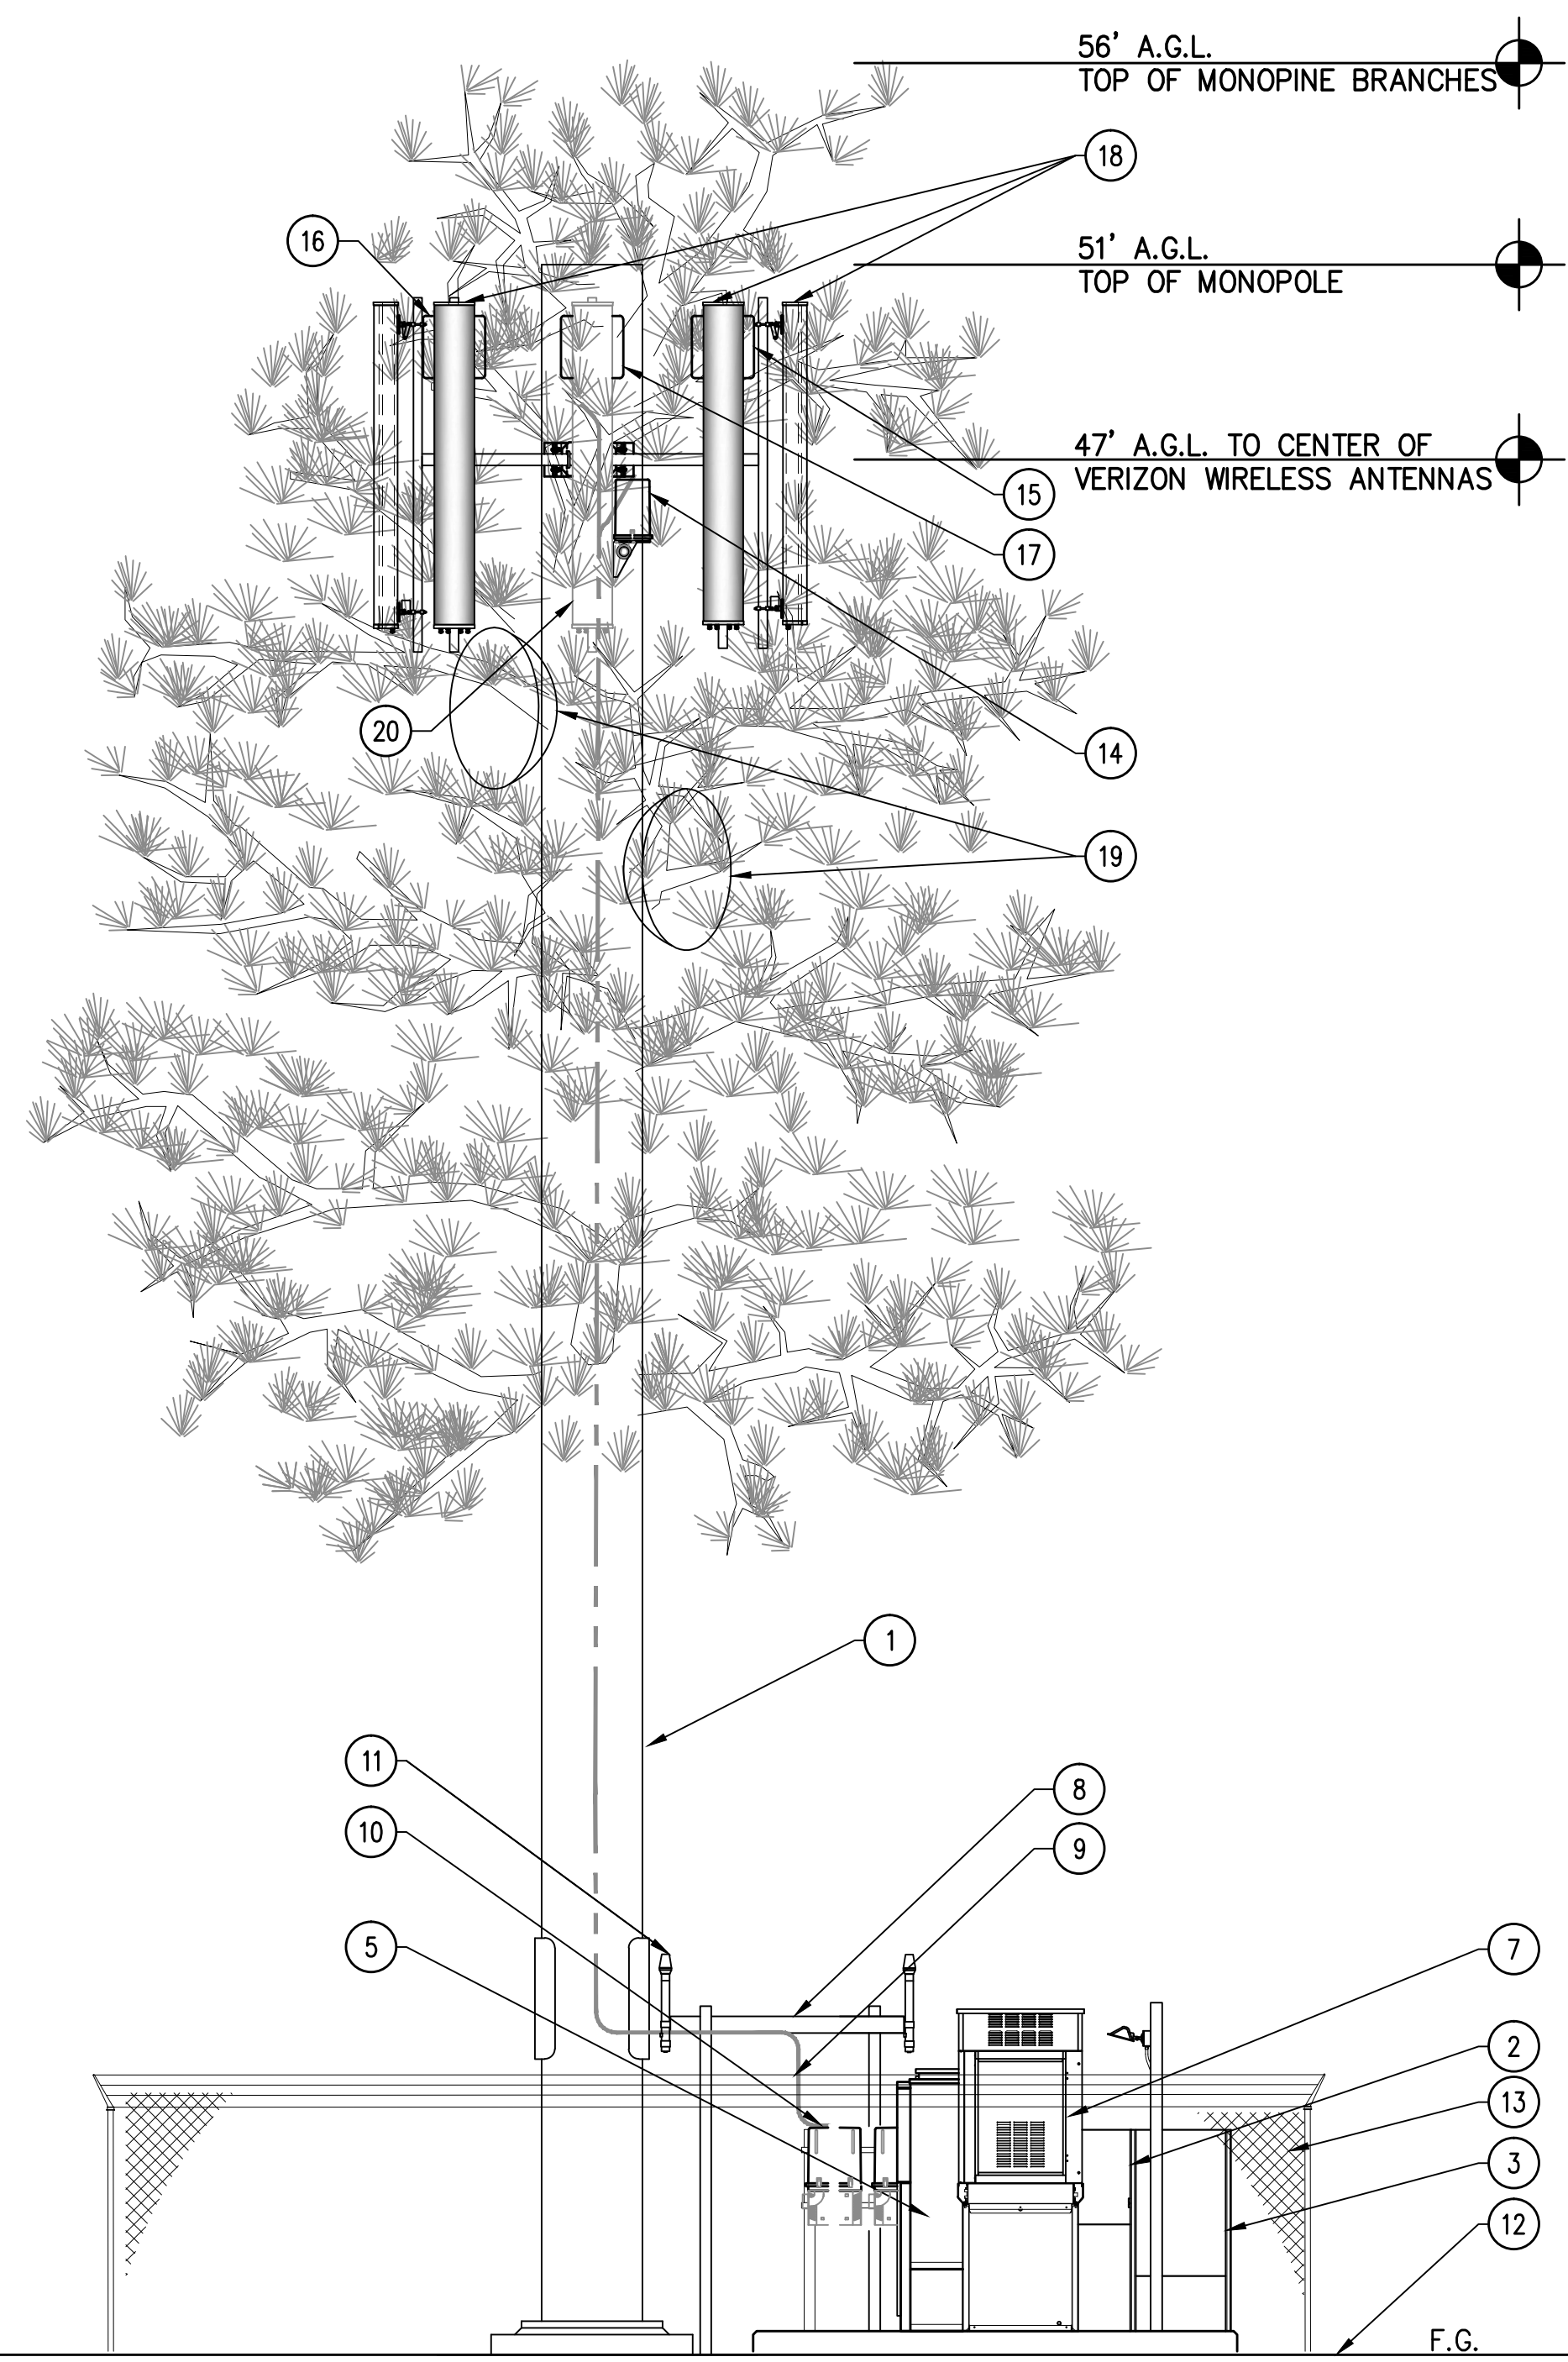 56' A.G.L.
TOP OF MONOPINE BRANCHES
18
16
51' A.G.L.
TOP OF MONOPOLE
47' A.G.L. TO CENTER OF
VERIZON WIRELESS ANTENNAS
15
17
20
14
19
1
11
8
10
9
5
7
2
13
3
12
F.G.